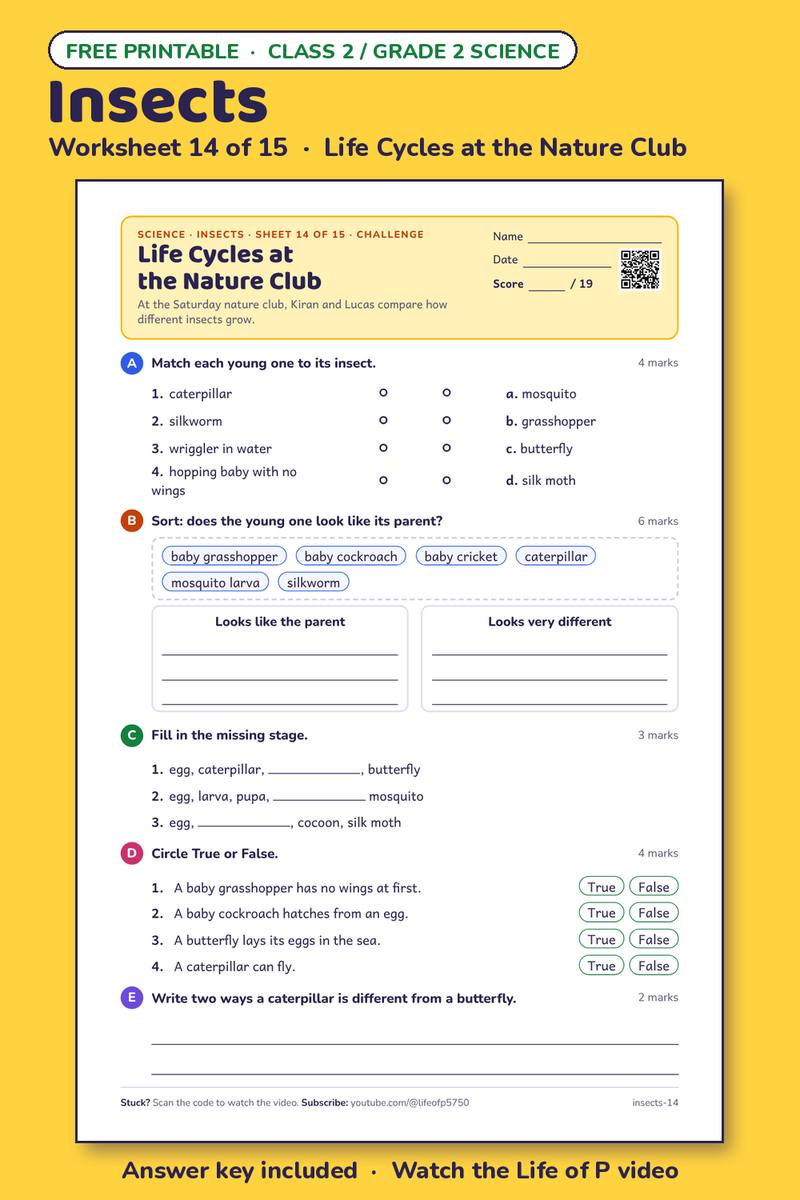 FREE PRINTABLE · CLASS 2 / GRADE 2 SCIENCE
Insects
Worksheet 14 of 15 · Life Cycles at the Nature Club
SCIENCE · INSECTS · SHEET 14 OF 15 · CHALLENGE
Life Cycles at
the Nature Club
At the Saturday nature club, Kiran and Lucas compare how
different insects grow.
Name ____________
Date ____________
Score ______ / 19
A Match each young one to its insect. 4 marks
1. caterpillar a. mosquito
2. silkworm b. grasshopper
3. wriggler in water c. butterfly
4. hopping baby with no
wings d. silk moth
B Sort: does the young one look like its parent? 6 marks
baby grasshopper baby cockroach baby cricket caterpillar
mosquito larva silkworm
Looks like the parent Looks very different
C Fill in the missing stage. 3 marks
1. egg, caterpillar, ____________, butterfly
2. egg, larva, pupa, ____________ mosquito
3. egg, ____________, cocoon, silk moth
D Circle True or False. 4 marks
1. A baby grasshopper has no wings at first. True False
2. A baby cockroach hatches from an egg. True False
3. A butterfly lays its eggs in the sea. True False
4. A caterpillar can fly. True False
E Write two ways a caterpillar is different from a butterfly. 2 marks
Stuck? Scan the code to watch the video. Subscribe: youtube.com/@lifeofp5750 insects-14
Answer key included · Watch the Life of P video